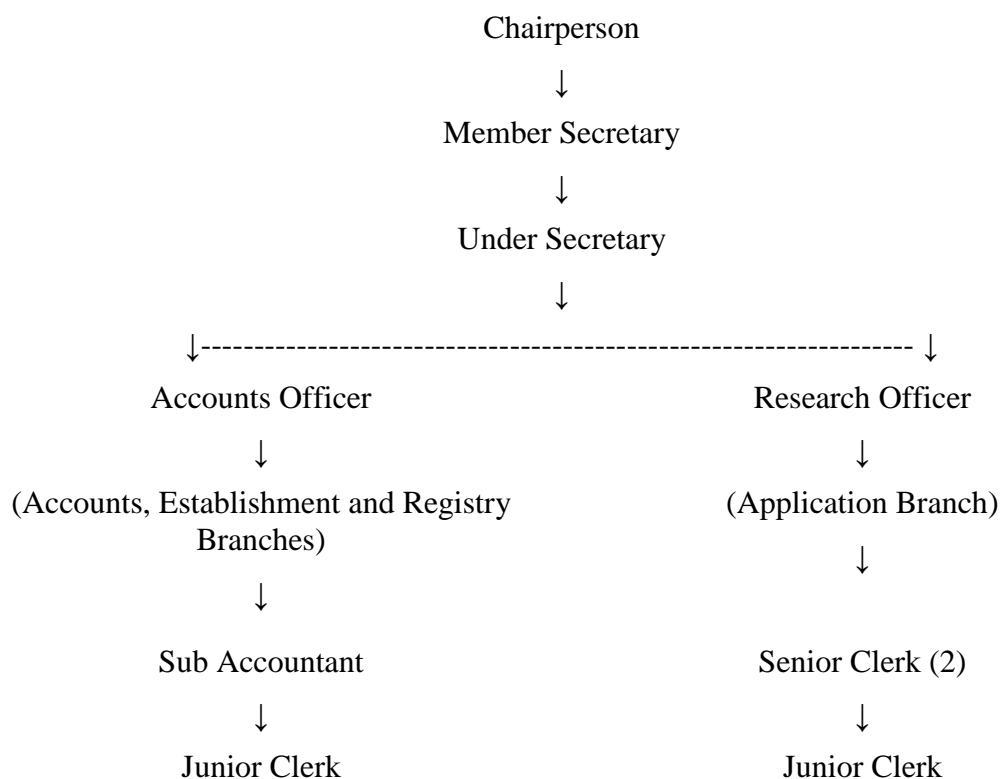 Chairperson
↓
Member Secretary
↓
Under Secretary
↓
↓------------------------------------------------------------------- ↓
Accounts Officer Research Officer
↓ ↓
(Accounts, Establishment and Registry (Application Branch)
Branches)
↓
↓
Sub Accountant Senior Clerk (2)
↓ ↓
Junior Clerk Junior Clerk